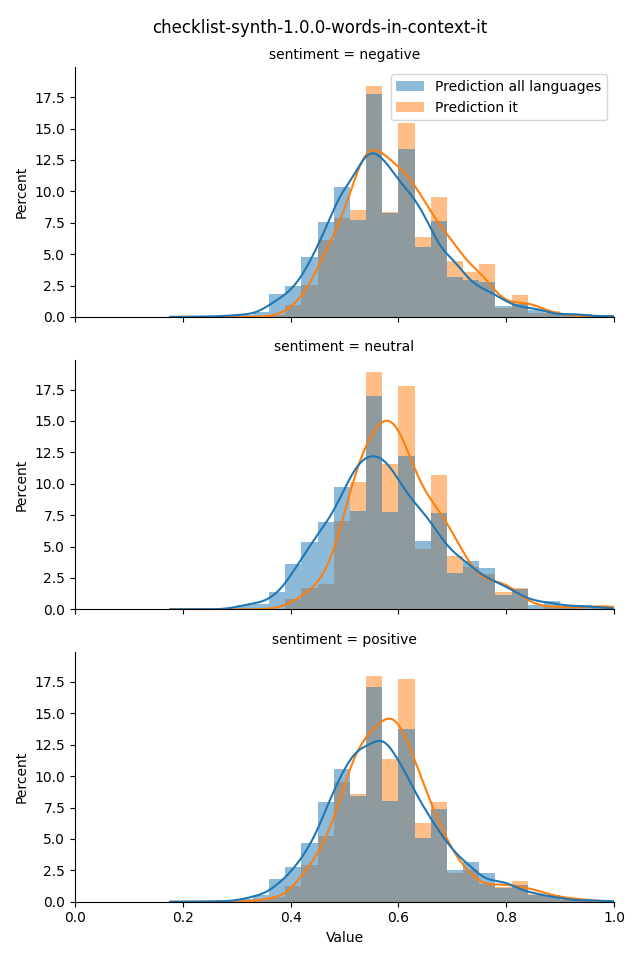 checklist-synth-1.0.0-words-in-context-it
sentiment = negative
Prediction all languages
Prediction it
17.5
15.0
12.5
10.0
7.5
5.0
2.5
0.0
Percent
sentiment = neutral
17.5
15.0
12.5
10.0
7.5
5.0
2.5
0.0
Percent
sentiment = positive
17.5
15.0
12.5
10.0
7.5
5.0
2.5
0.0
Percent
0.0 0.2 0.4 0.6 0.8 1.0
Value